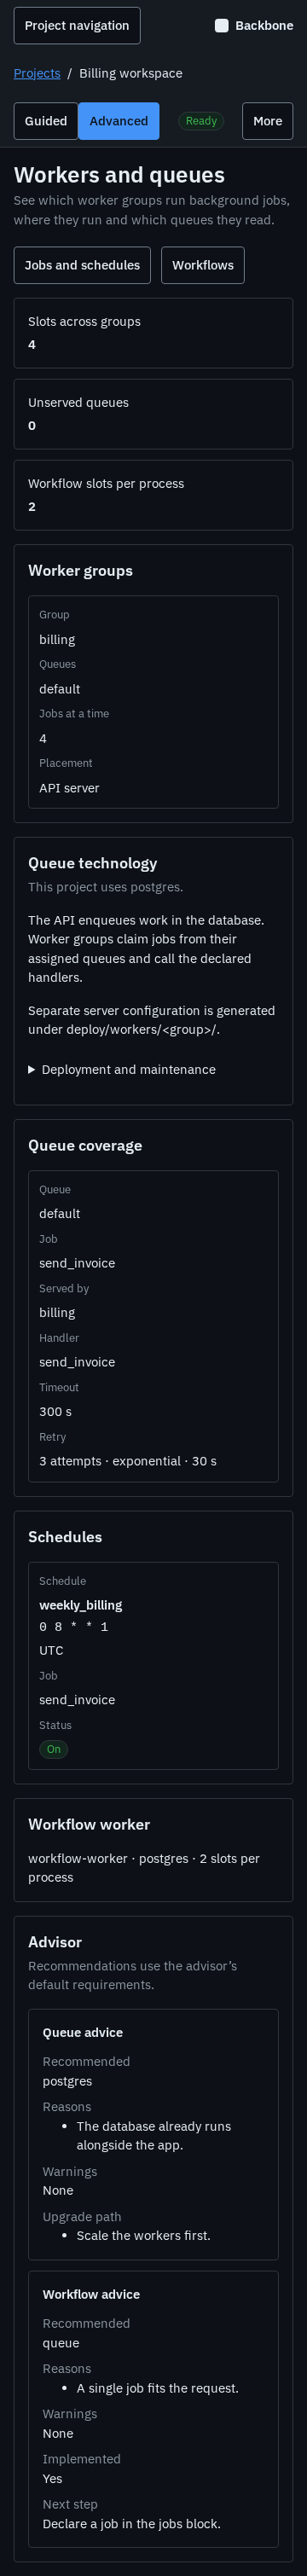 Project navigation
Backbone
Projects / Billing workspace
Guided
Advanced
Ready
More
Workers and queues
See which worker groups run background jobs,
where they run and which queues they read.
Jobs and schedules
Workflows
Slots across groups
4
Unserved queues
0
Workflow slots per process
2
Worker groups
Group
billing
Queues
default
Jobs at a time
4
Placement
API server
Queue technology
This project uses postgres.
The API enqueues work in the database.
Worker groups claim jobs from their
assigned queues and call the declared
handlers.
Separate server configuration is generated
under deploy/workers/<group>/.
Deployment and maintenance
Queue coverage
Queue
default
Job
send_invoice
Served by
billing
Handler
send_invoice
Timeout
300 s
Retry
3 attempts · exponential · 30 s
Schedules
Schedule
weekly_billing
0 8 * * 1
UTC
Job
send_invoice
Status
On
Workflow worker
workflow-worker · postgres · 2 slots per
process
Advisor
Recommendations use the advisor’s
default requirements.
Queue advice
Recommended
postgres
Reasons
• The database already runs
alongside the app.
Warnings
None
Upgrade path
• Scale the workers first.
Workflow advice
Recommended
queue
Reasons
• A single job fits the request.
Warnings
None
Implemented
Yes
Next step
Declare a job in the jobs block.